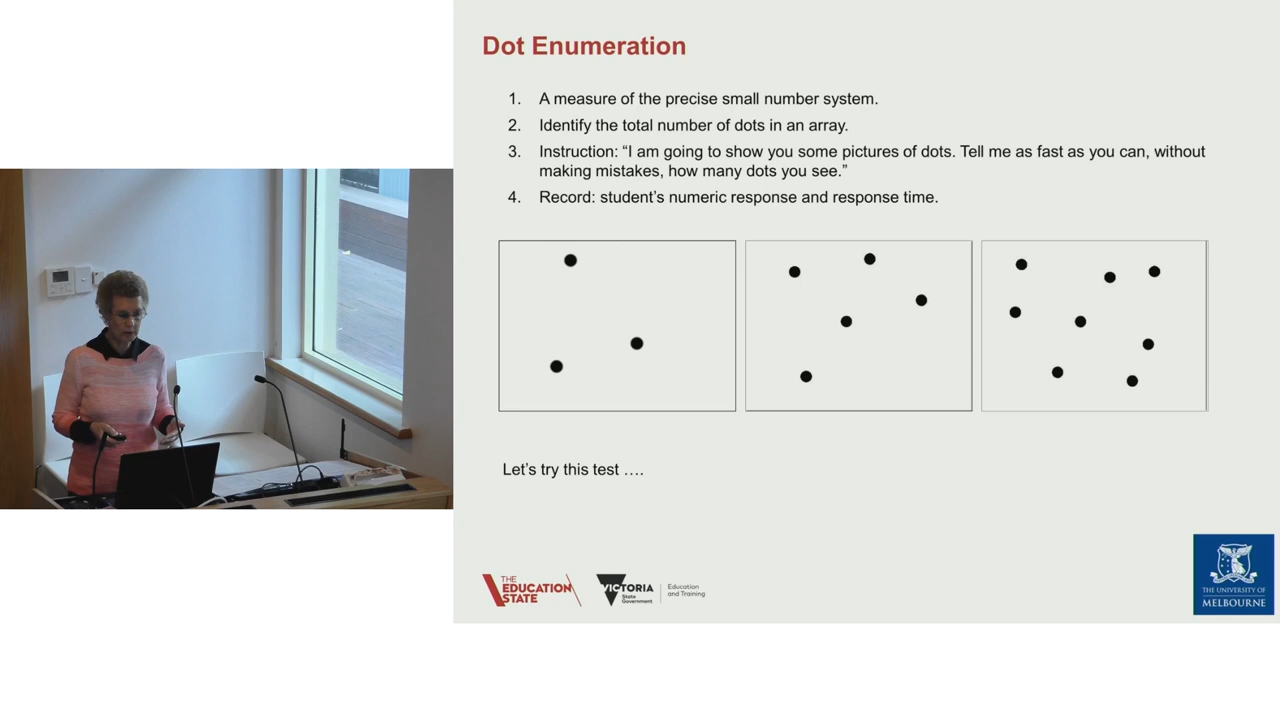 Dot Enumeration
1. A measure of the precise small number system.
2. Identify the total number of dots in an array.
3. Instruction: “I am going to show you some pictures of dots. Tell me as fast as you can, without
making mistakes, how many dots you see.”
4. Record: student’s numeric response and response time.
Let’s try this test ….
THE
EDUCATION
STATE
VICTORIA
State
Government
Education
and Training
THE UNIVERSITY OF
MELBOURNE